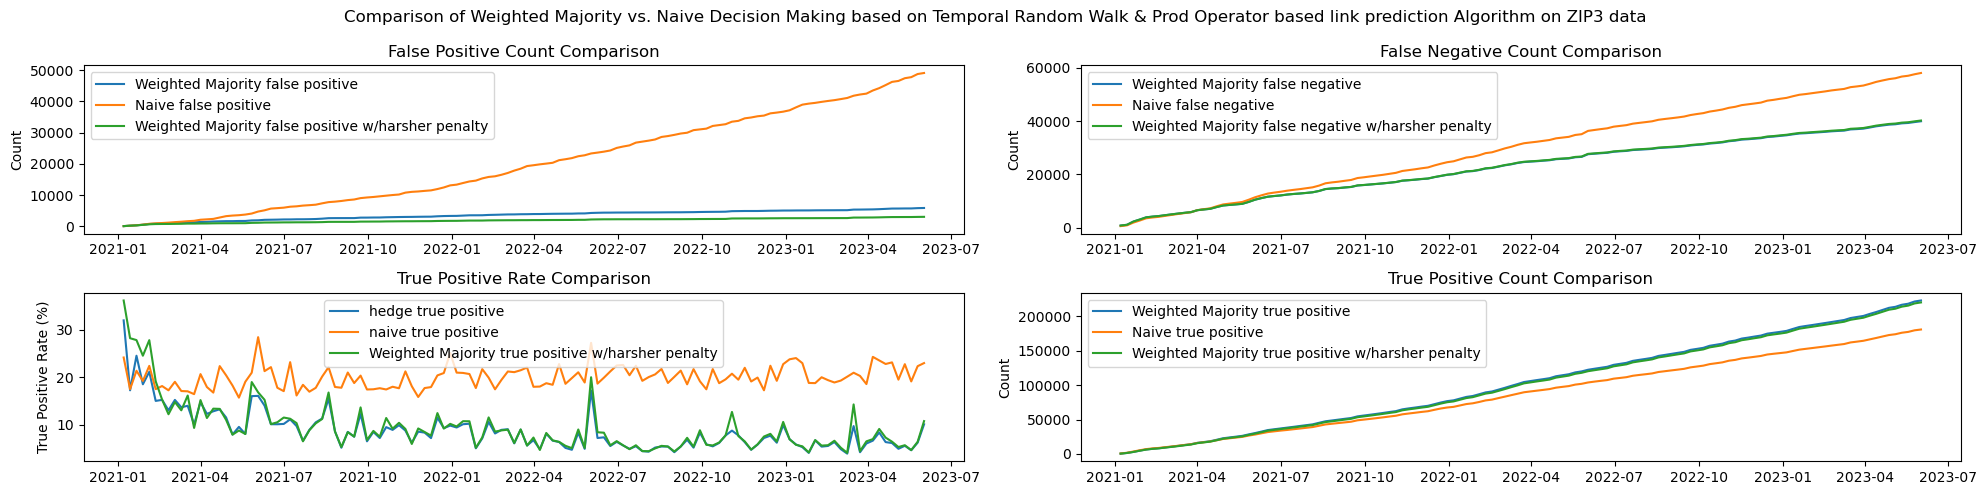 Comparison of Weighted Majority vs. Naive Decision Making based on Temporal Random Walk & Prod Operator based link prediction Algorithm on ZIP3 data
False Positive Count Comparison
Count
50000
40000
30000
20000
10000
0
Weighted Majority false positive
Naive false positive
Weighted Majority false positive w/harsher penalty
2021-01 2021-04 2021-07 2021-10 2022-01 2022-04 2022-07 2022-10 2023-01 2023-04 2023-07
False Negative Count Comparison
Count
60000
40000
20000
0
Weighted Majority false negative
Naive false negative
Weighted Majority false negative w/harsher penalty
2021-01 2021-04 2021-07 2021-10 2022-01 2022-04 2022-07 2022-10 2023-01 2023-04 2023-07
True Positive Rate Comparison
True Positive Rate (%)
30
20
10
hedge true positive
naive true positive
Weighted Majority true positive w/harsher penalty
2021-01 2021-04 2021-07 2021-10 2022-01 2022-04 2022-07 2022-10 2023-01 2023-04 2023-07
True Positive Count Comparison
Count
200000
150000
100000
50000
0
Weighted Majority true positive
Naive true positive
Weighted Majority true positive w/harsher penalty
2021-01 2021-04 2021-07 2021-10 2022-01 2022-04 2022-07 2022-10 2023-01 2023-04 2023-07